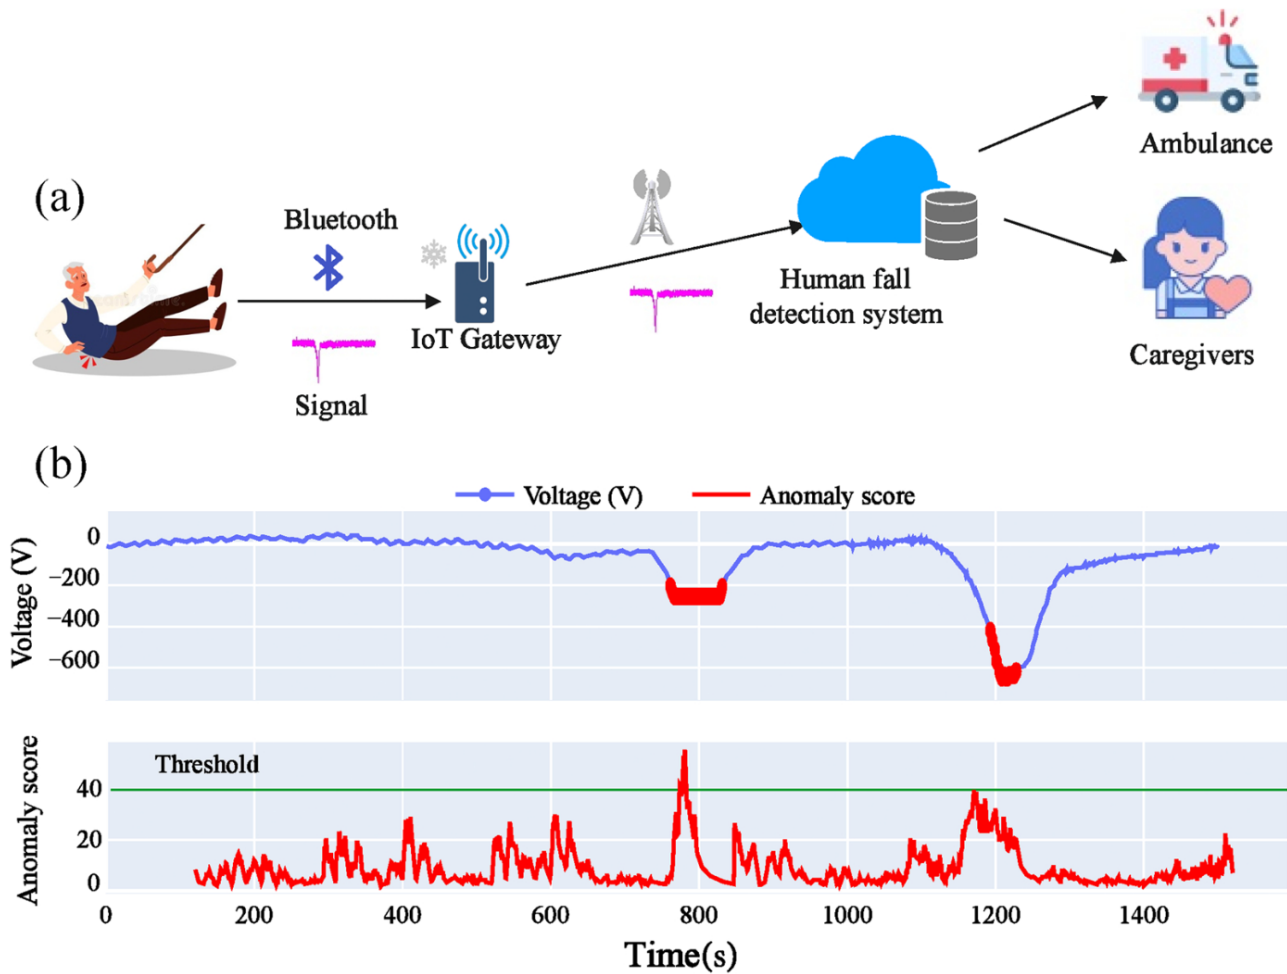 (a)
Bluetooth
IoT Gateway
Signal
Human fall
detection system
Ambulance
Caregivers
(b)
Voltage (V)
Anomaly score
Voltage (V)
0
−200
−400
−600
Anomaly score
Threshold
40
20
0
0 200 400 600 800 1000 1200 1400
Time(s)